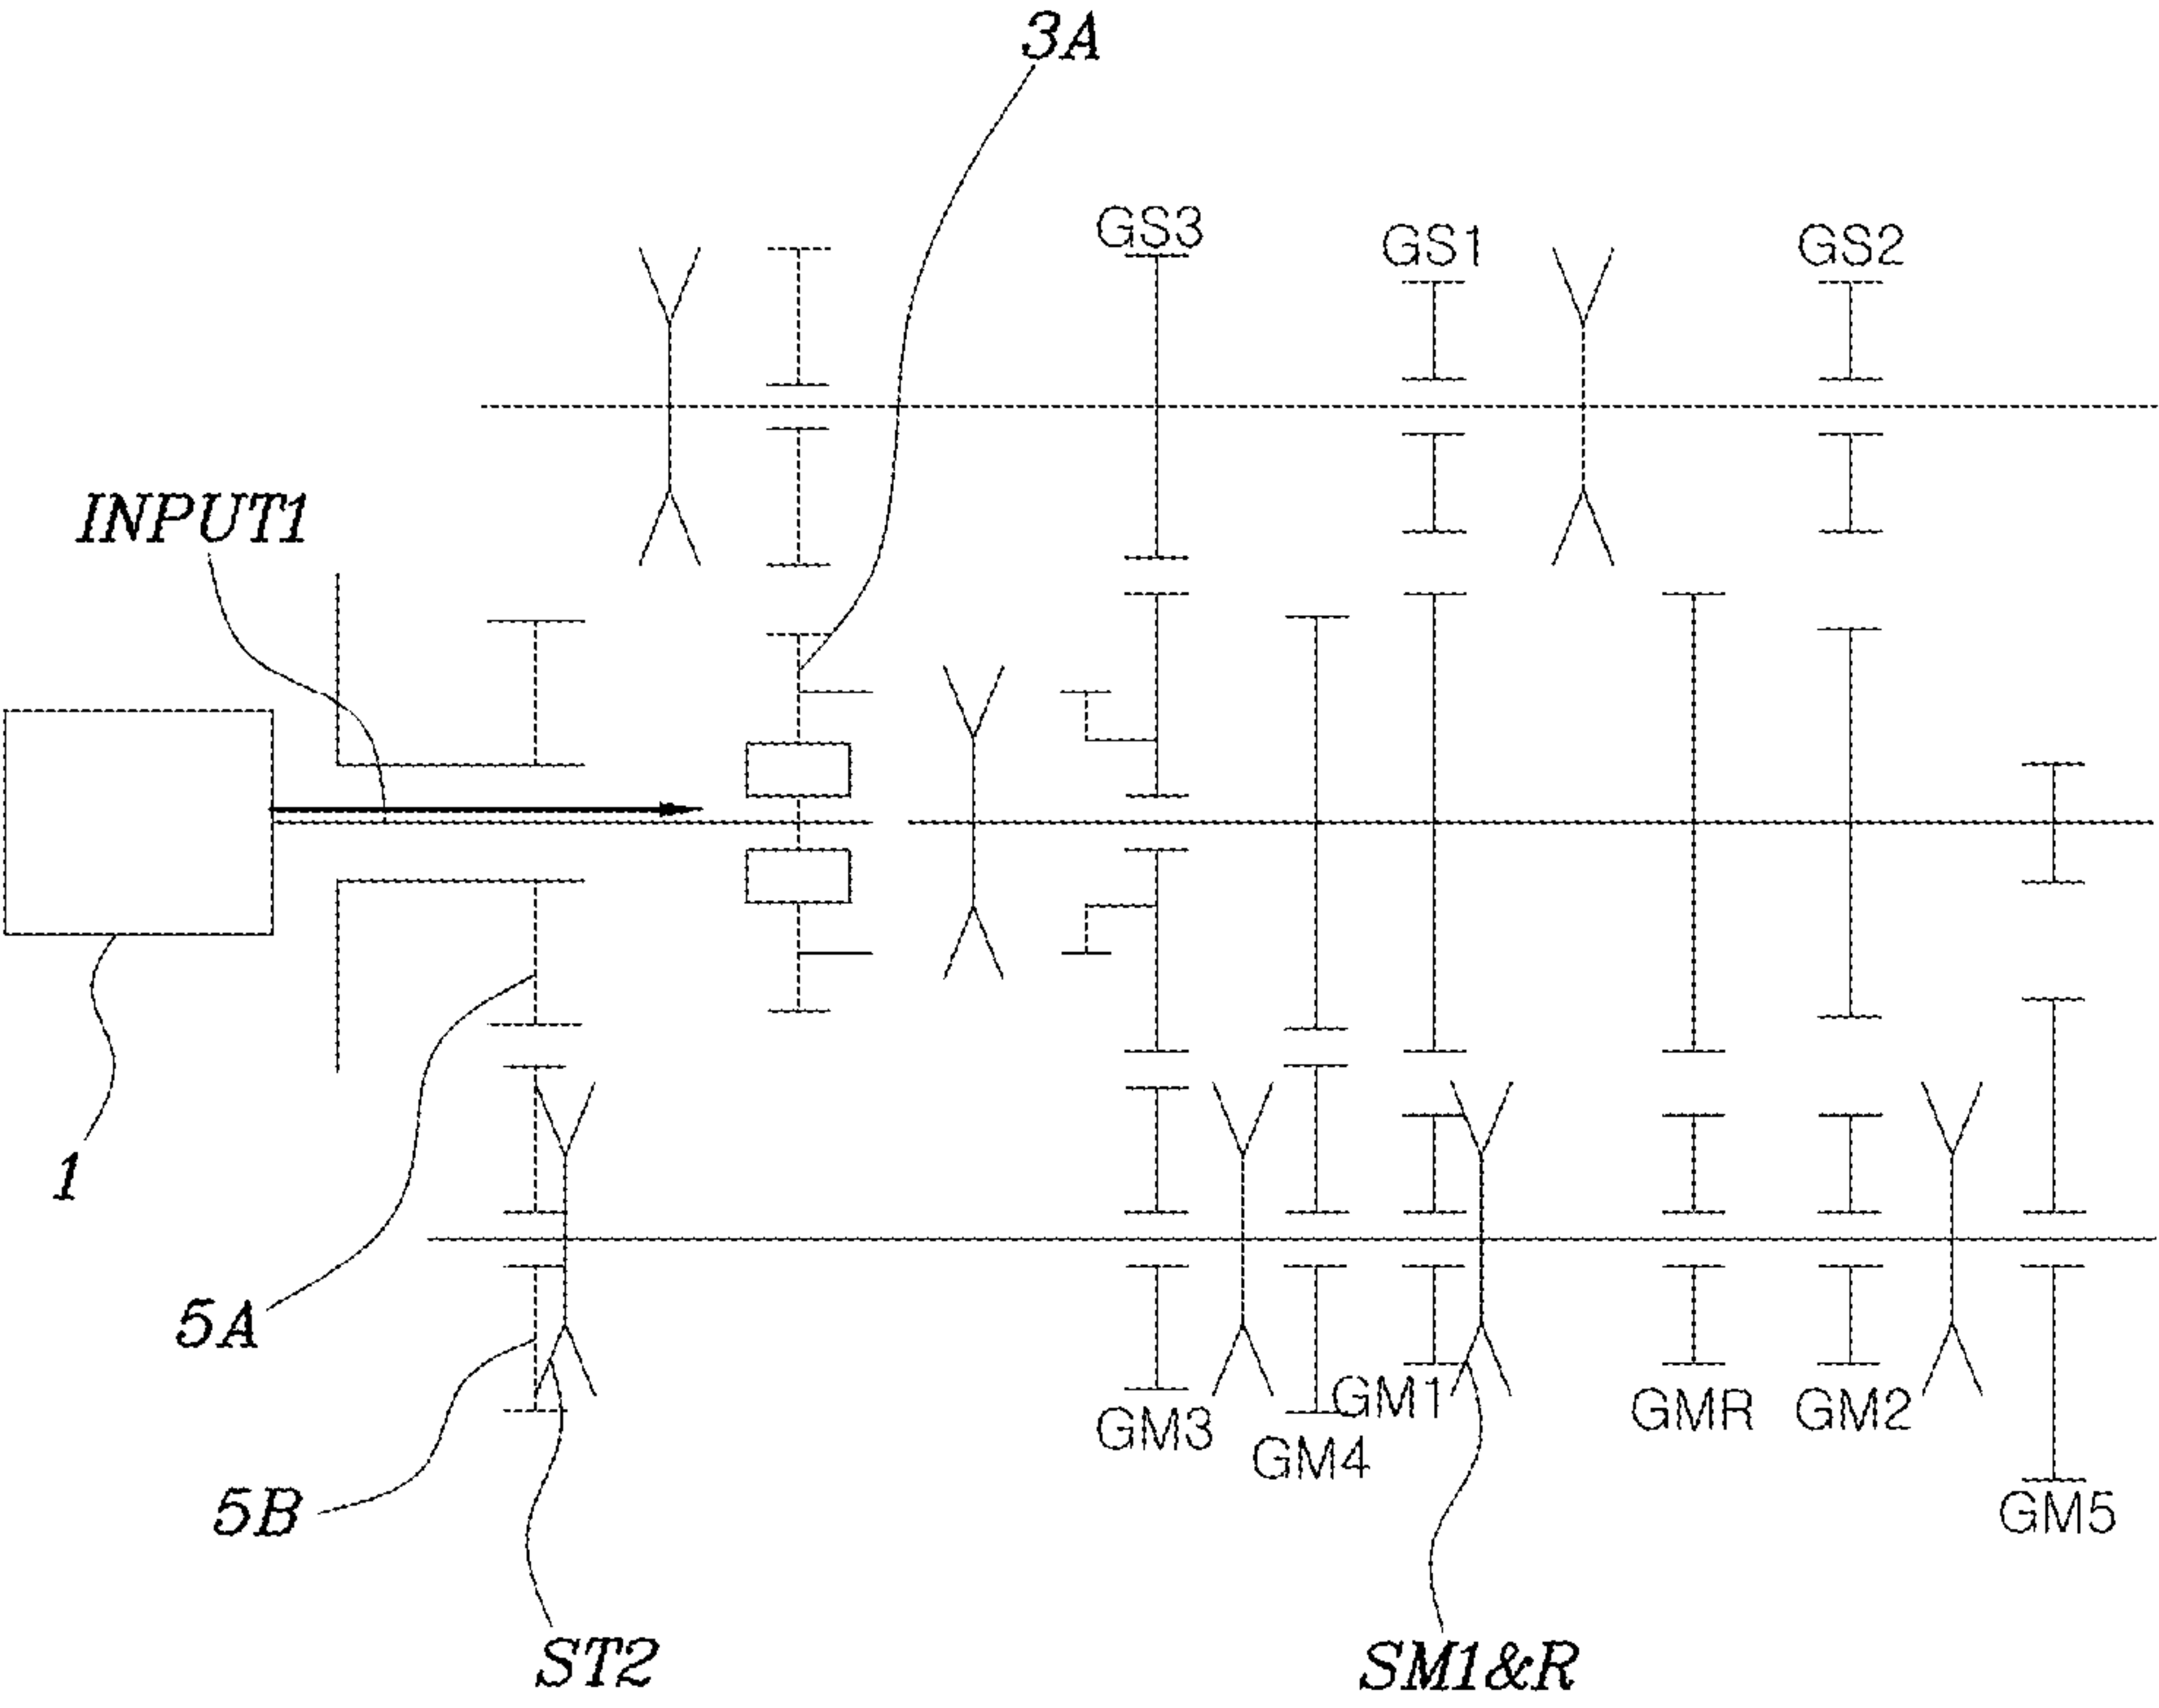 3A
GS3
GS1
GS2
INPUT1
1
5A
GM1
GMR
GM2
GM3
GM4
5B
GM5
ST2
SM1&R